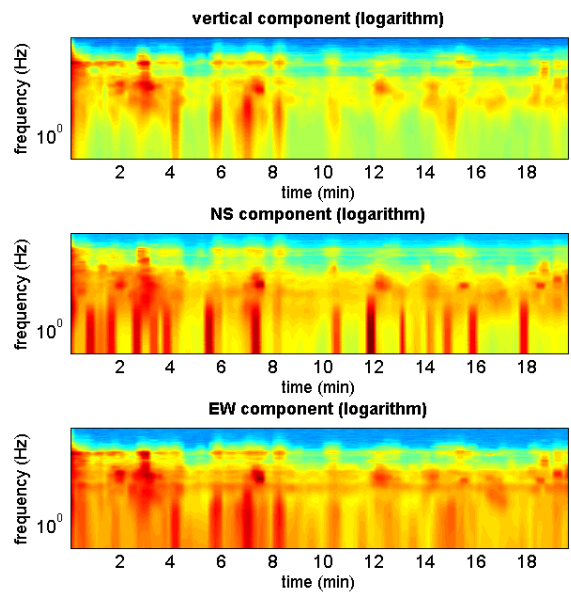 vertical component (logarithm)
frequency (Hz)
10^0
2 4 6 8 10 12 14 16 18
time (min)
NS component (logarithm)
frequency (Hz)
10^0
2 4 6 8 10 12 14 16 18
time (min)
EW component (logarithm)
frequency (Hz)
10^0
2 4 6 8 10 12 14 16 18
time (min)